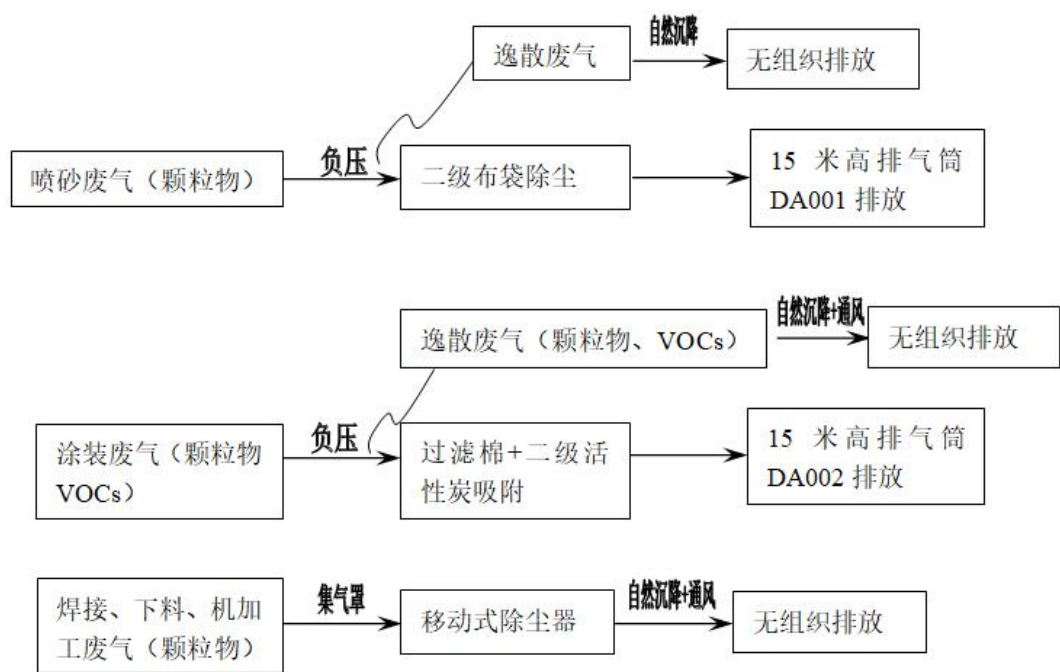 自然沉降
逸散废气
无组织排放
负压
喷砂废气（颗粒物）
二级布袋除尘
15 米高排气筒
DA001 排放
自然沉降+通风
逸散废气（颗粒物、VOCs）
无组织排放
负压
涂装废气（颗粒物
VOCs）
过滤棉+二级活
性炭吸附
15 米高排气筒
DA002 排放
焊接、下料、机加
工废气（颗粒物）
集气罩
移动式除尘器
自然沉降+通风
无组织排放